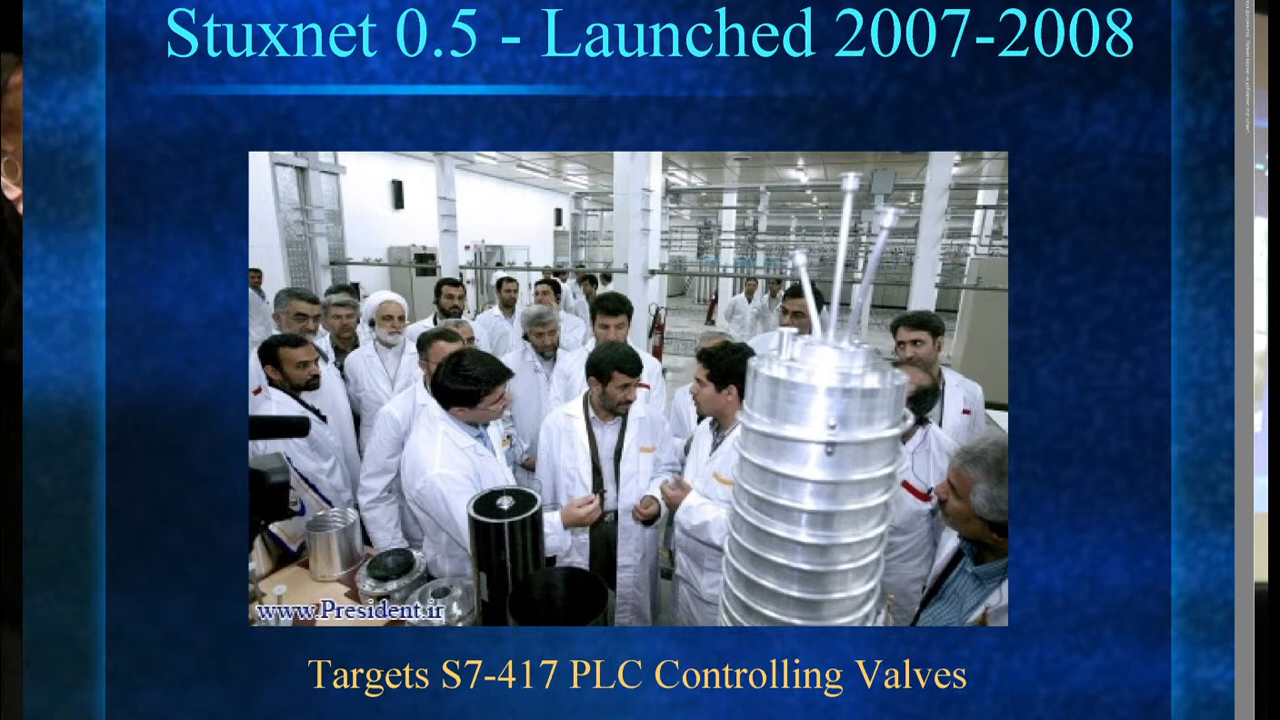 Stuxnet 0.5 - Launched 2007-2008
www.President.ir
Targets S7-417 PLC Controlling Valves